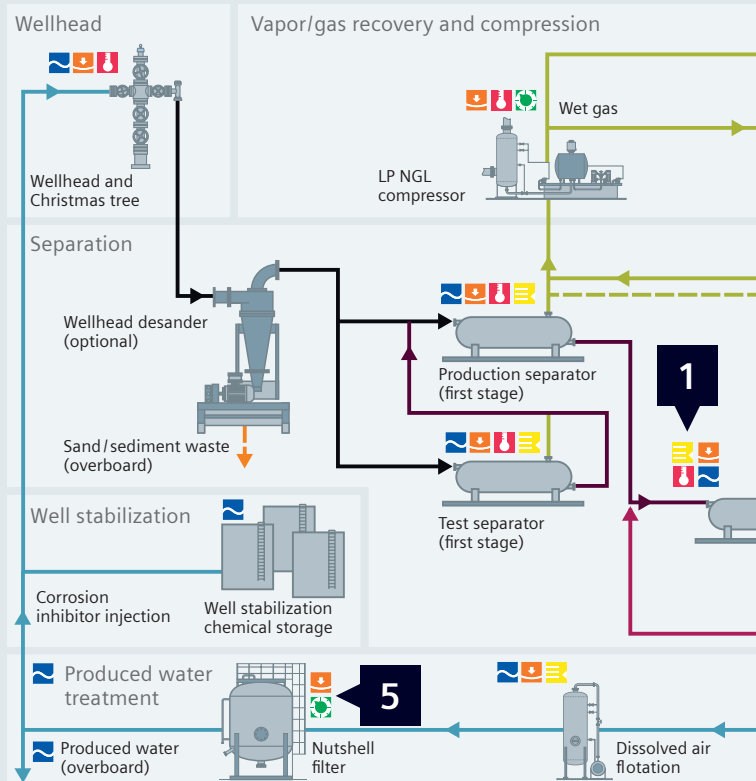 Wellhead
Vapor/gas recovery and compression
Wet gas
LP NGL
compressor
Wellhead and
Christmas tree
Separation
Wellhead desander
(optional)
Production separator
(first stage)
1
Sand/sediment waste
(overboard)
Test separator
(first stage)
Well stabilization
Corrosion
inhibitor injection
Well stabilization
chemical storage
Produced water
treatment
5
Produced water
(overboard)
Nutshell
filter
Dissolved air
flotation